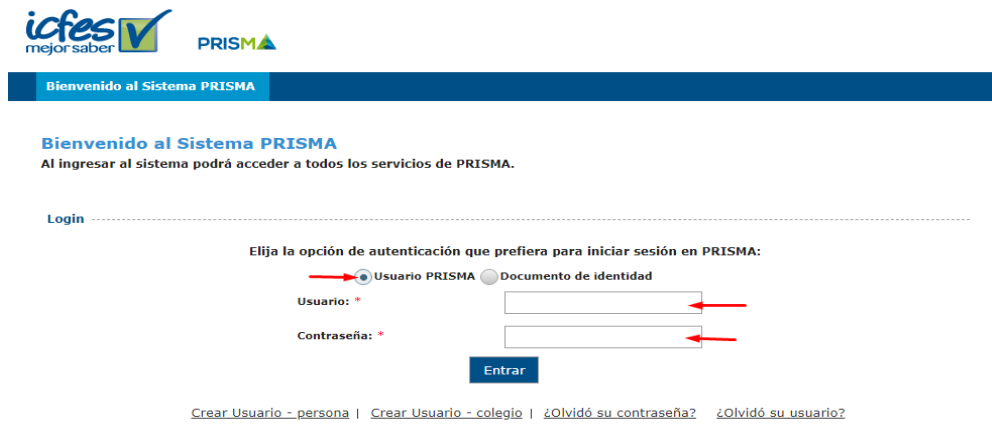 icfes
mejor saber
PRISMA
Bienvenido al Sistema PRISMA
Bienvenido al Sistema PRISMA
Al ingresar al sistema podrá acceder a todos los servicios de PRISMA.
Login
Elija la opción de autenticación que prefiera para iniciar sesión en PRISMA:
Usuario PRISMA Documento de identidad
Usuario: *
Contraseña: *
Entrar
Crear Usuario - persona | Crear Usuario - colegio | ¿Olvidó su contraseña? ¿Olvidó su usuario?